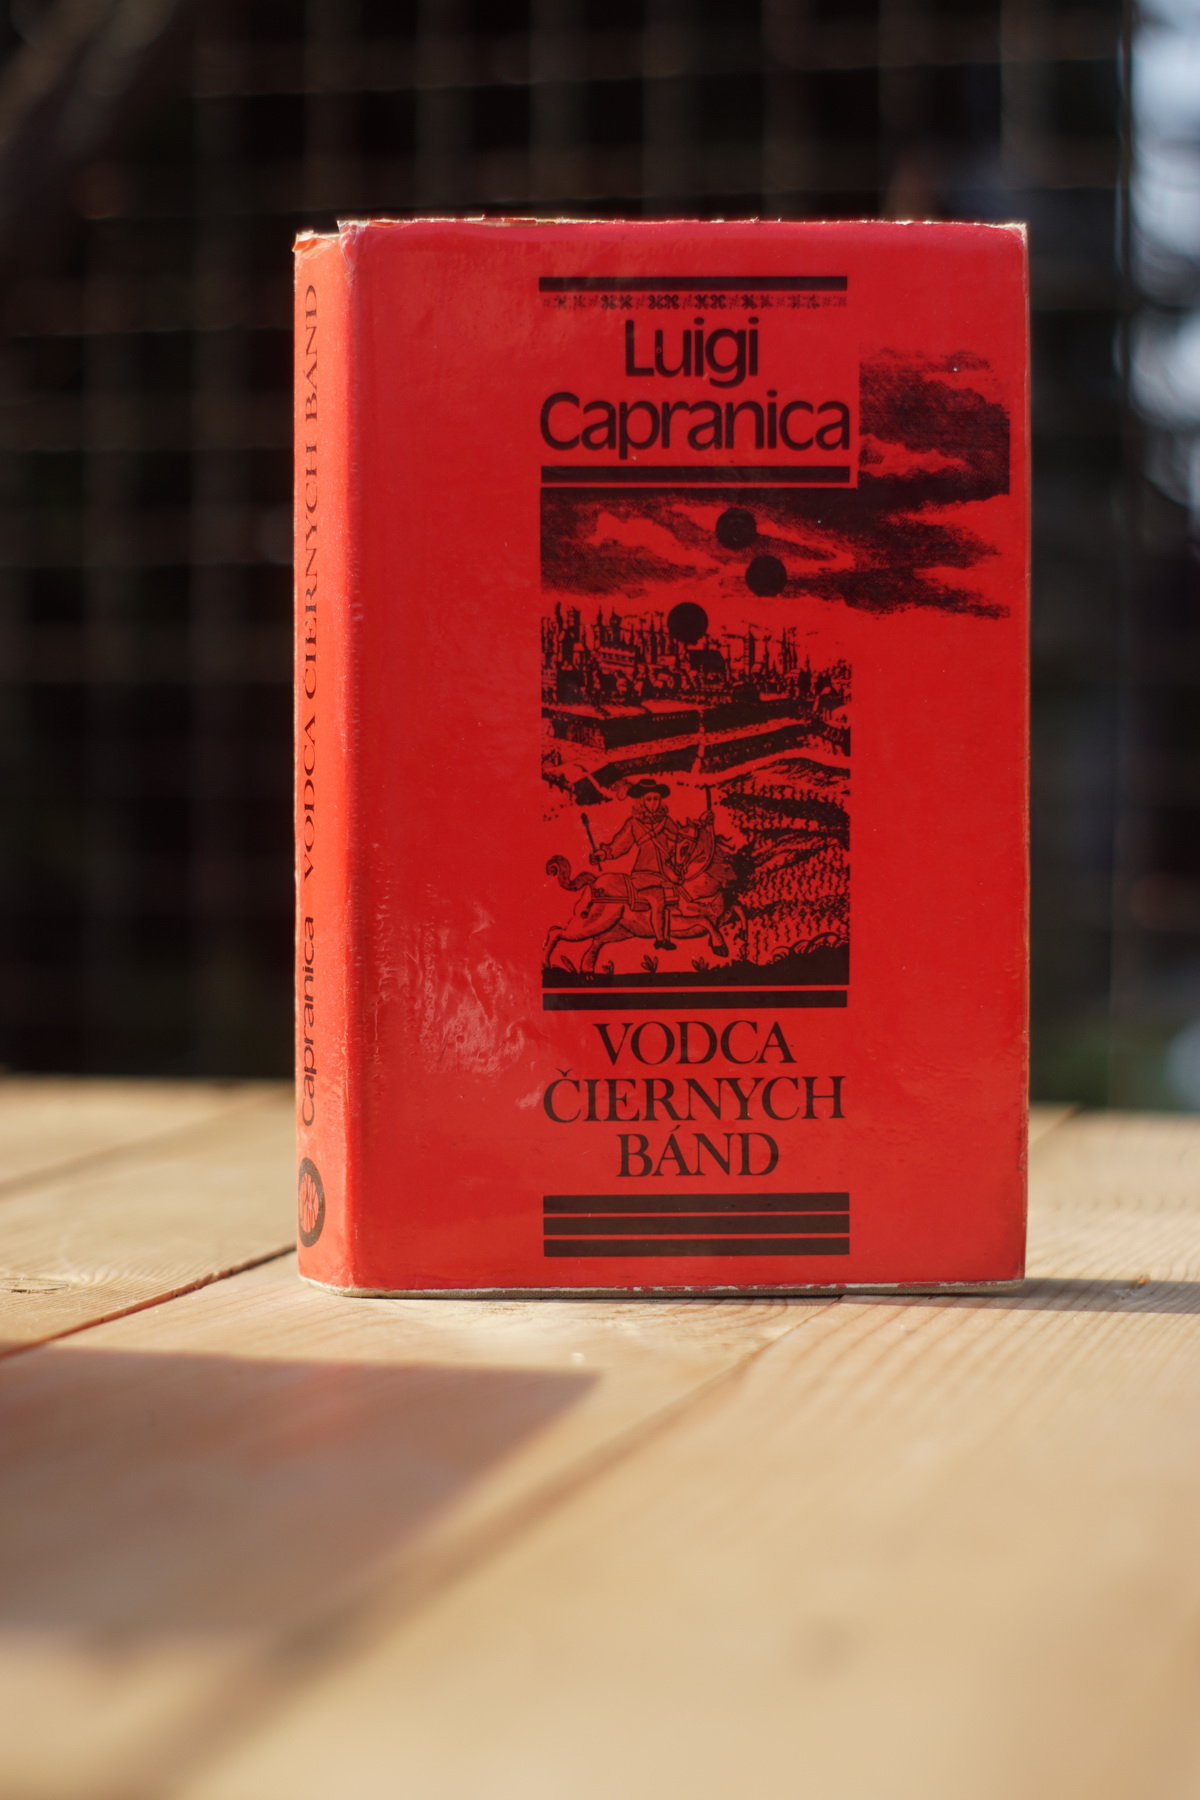 Luigi
Capranica
VODCA
ČIERNYCH
BÁND
Capranica VODCA ČIERNYCH BÁND